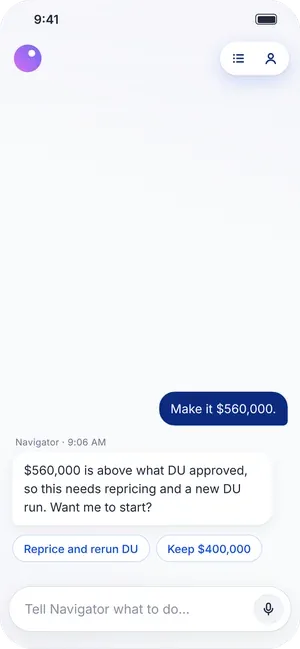 9:41
Make it $560,000.
Navigator · 9:06 AM
$560,000 is above what DU approved,
so this needs repricing and a new DU
run. Want me to start?
Reprice and rerun DU
Keep $400,000
Tell Navigator what to do...